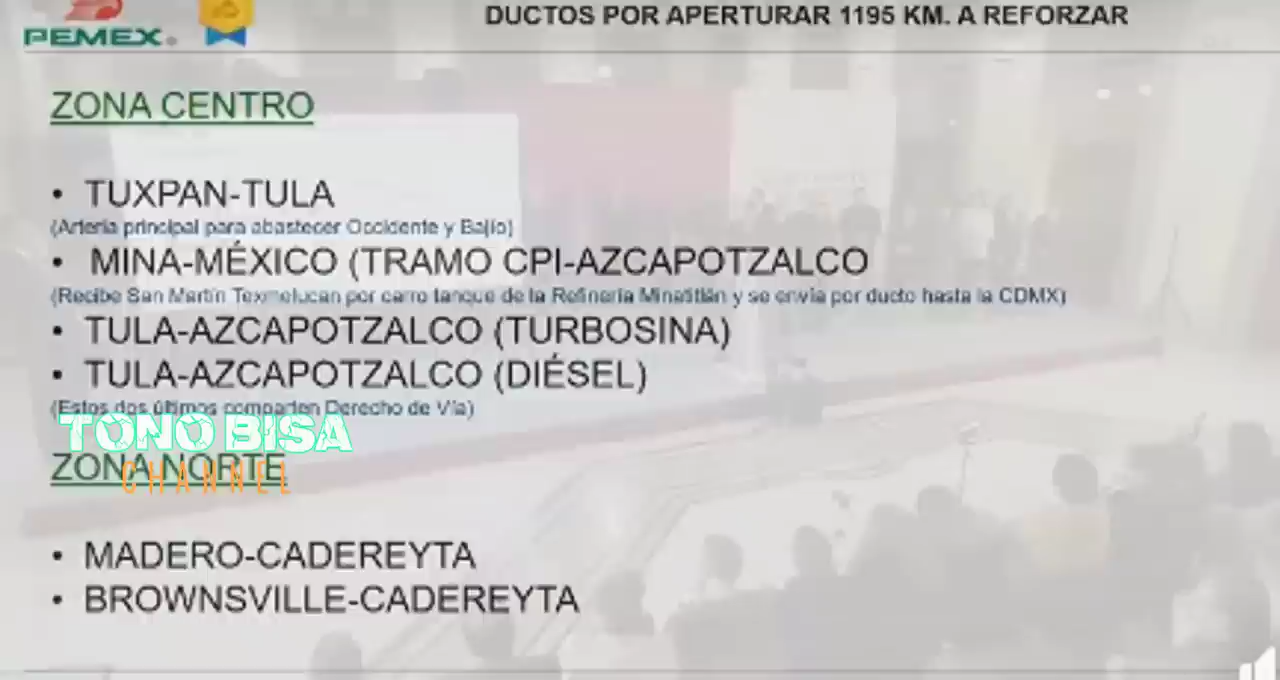 PEMEX
DUCTOS POR APERTURAR 1195 KM. A REFORZAR
ZONA CENTRO
• TUXPAN-TULA
(Arteria principal para abastecer Occidente y Bajío)
• MINA-MÉXICO (TRAMO CPI-AZCAPOTZALCO
(Recibe San Martín Texmelucan por carro tanque de la Refinería Minatitlán y se envía por ducto hasta la CDMX)
• TULA-AZCAPOTZALCO (TURBOSINA)
• TULA-AZCAPOTZALCO (DIÉSEL)
(Estos dos últimos comparten Derecho de Vía)
TONO BISA
CHANNEL
ZONA NORTE
• MADERO-CADEREYTA
• BROWNSVILLE-CADEREYTA